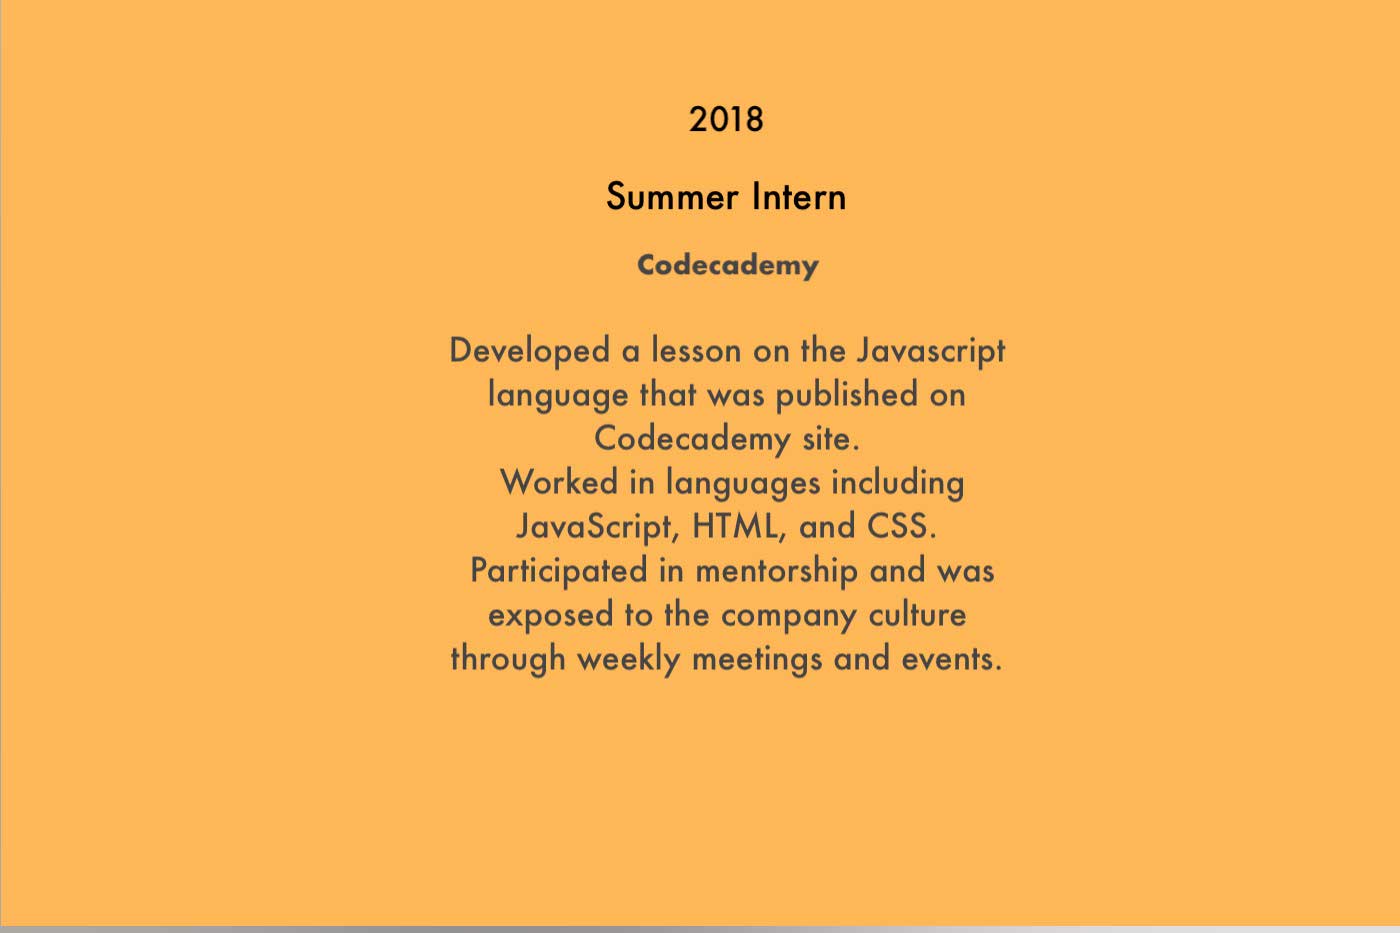 2018
Summer Intern
Codecademy
Developed a lesson on the Javascript
language that was published on
Codecademy site.
Worked in languages including
JavaScript, HTML, and CSS.
Participated in mentorship and was
exposed to the company culture
through weekly meetings and events.